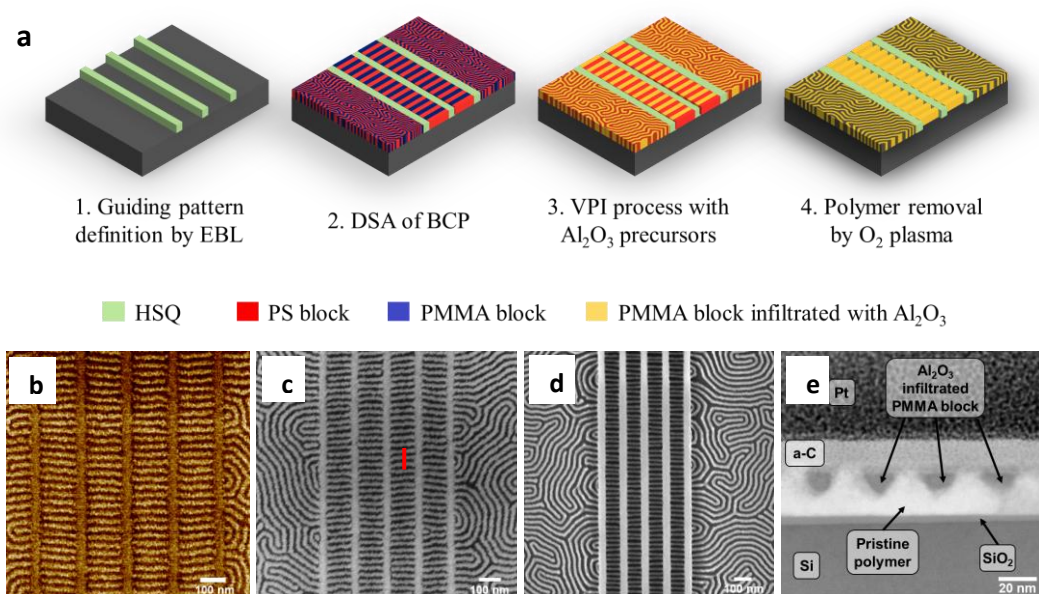 a
1. Guiding pattern
definition by EBL
2. DSA of BCP
3. VPI process with
Al₂O₃ precursors
4. Polymer removal
by O₂ plasma
HSQ
PS block
PMMA block
PMMA block infiltrated with Al₂O₃
b
100 nm
c
100 nm
d
100 nm
e
Pt
Al₂O₃
infiltrated
PMMA block
a-C
Pristine
polymer
SiO₂
Si
20 nm